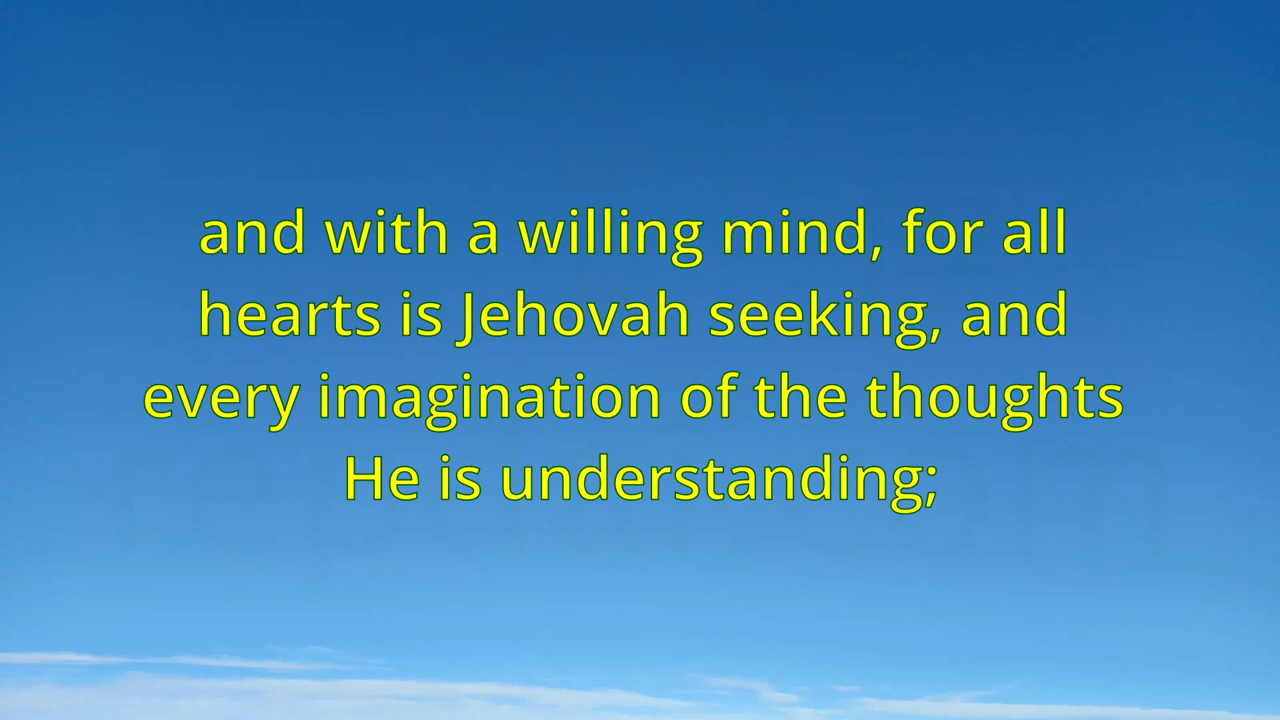 and with a willing mind, for all
hearts is Jehovah seeking, and
every imagination of the thoughts
He is understanding;